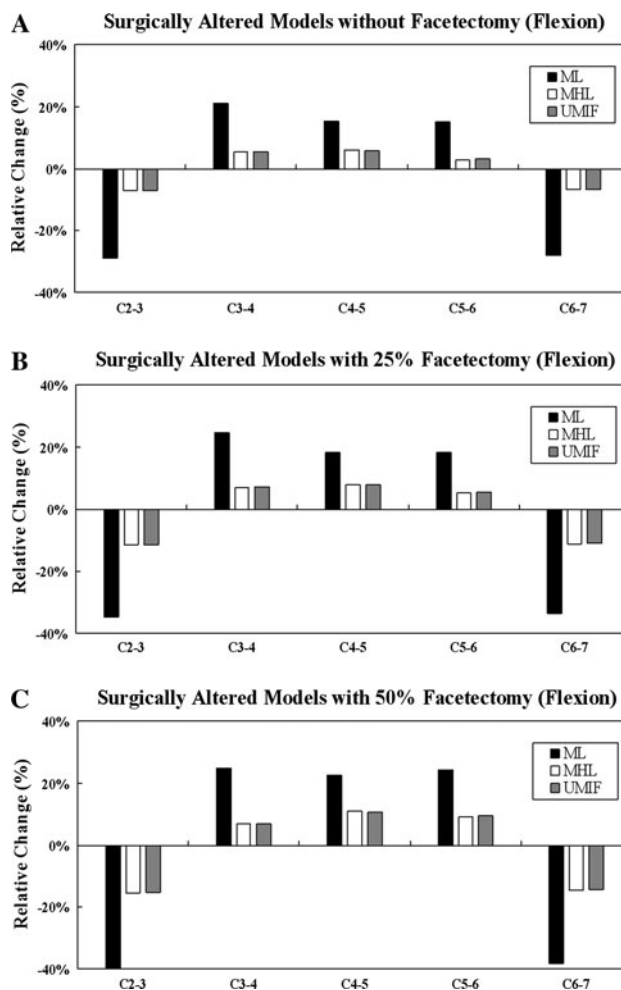 A
Surgically Altered Models without Facetectomy (Flexion)
Relative Change (%)
40%
20%
0%
-20%
-40%
ML
MHL
UMIF
C2-3
C3-4
C4-5
C5-6
C6-7
B
Surgically Altered Models with 25% Facetectomy (Flexion)
Relative Change (%)
40%
20%
0%
-20%
-40%
ML
MHL
UMIF
C2-3
C3-4
C4-5
C5-6
C6-7
C
Surgically Altered Models with 50% Facetectomy (Flexion)
Relative Change (%)
40%
20%
0%
-20%
-40%
ML
MHL
UMIF
C2-3
C3-4
C4-5
C5-6
C6-7